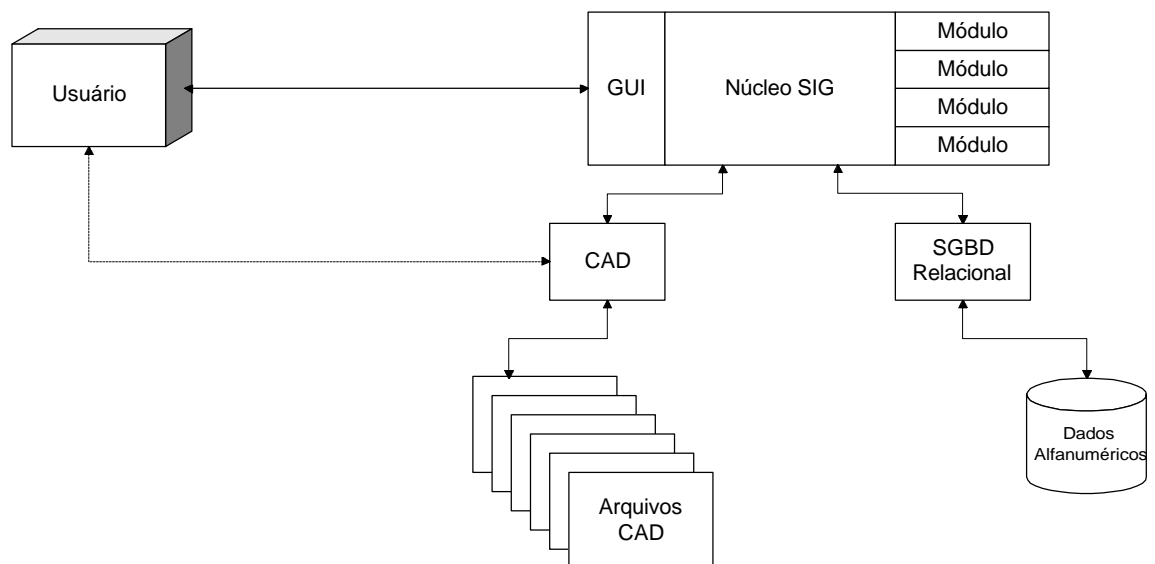 Usuário
GUI
Núcleo SIG
Módulo
Módulo
Módulo
Módulo
CAD
SGBD
Relacional
Arquivos
CAD
Dados
Alfanuméricos